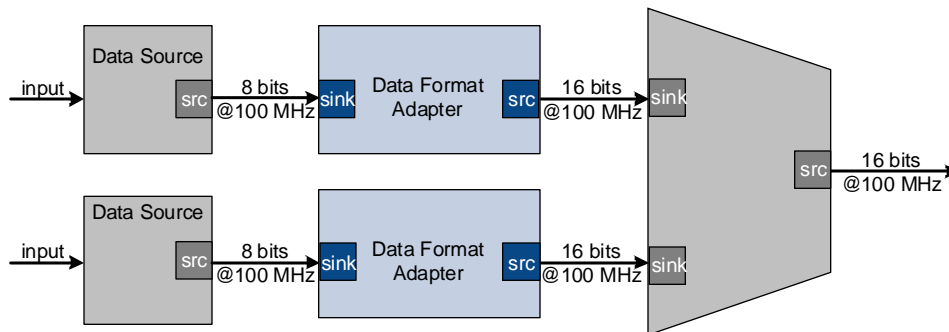 Data Source
input
src
8 bits
@100 MHz
sink
Data Format
Adapter
src
16 bits
@100 MHz
sink
src
16 bits
@100 MHz
Data Source
input
src
8 bits
@100 MHz
sink
Data Format
Adapter
src
16 bits
@100 MHz
sink